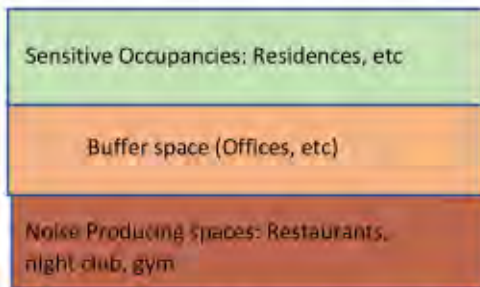 Sensitive Occupancies: Residences, etc
Buffer space (Offices, etc)
Noise Producing spaces: Restaurants,
night club, gym